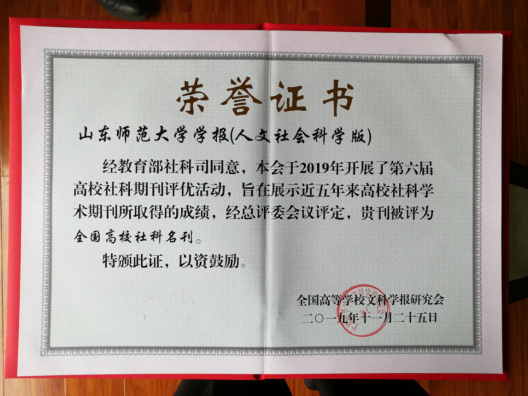 荣誉证书
山东师范大学学报(人文社会科学版)
经教育部社科司同意，本会于2019年开展了第六届
高校社科期刊评优活动，旨在展示近五年来高校社科学
术期刊所取得的成绩，经总评委会议评定，贵刊被评为
全国高校社科名刊。
特颁此证，以资鼓励。
全国高等学校文科学报研究会
二〇一九年十一月二十五日